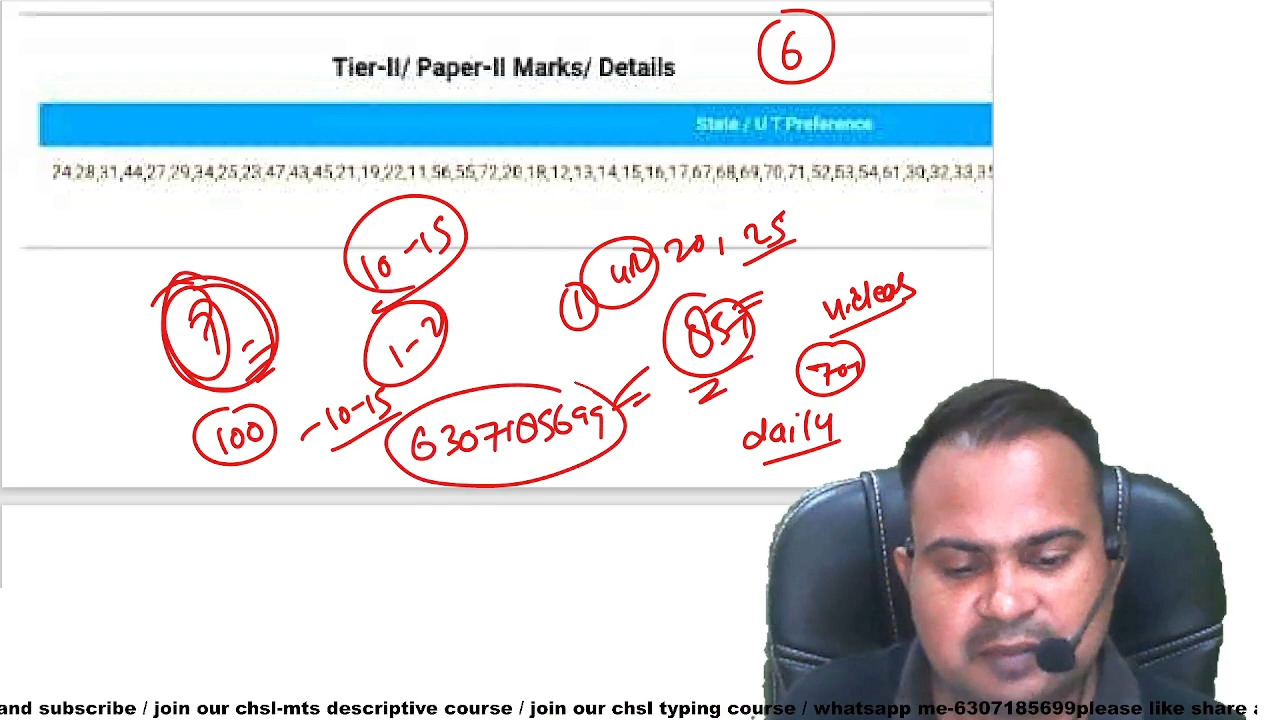 Tier-II/ Paper-II Marks/ Details
6
State / U T Preference
24,28,31,44,27,29,34,25,23,47,43,45,21,19,22,11,56,55,72,20,18,12,13,14,15,16,17,67,68,69,70,71,52,53,54,61,30,32,33,35
10-15
1 UR 20, 25
1-2
100 -10-15
6307185699
daily
and subscribe / join our chsl-mts descriptive course / join our chsl typing course / whatsapp me-6307185699please like share a